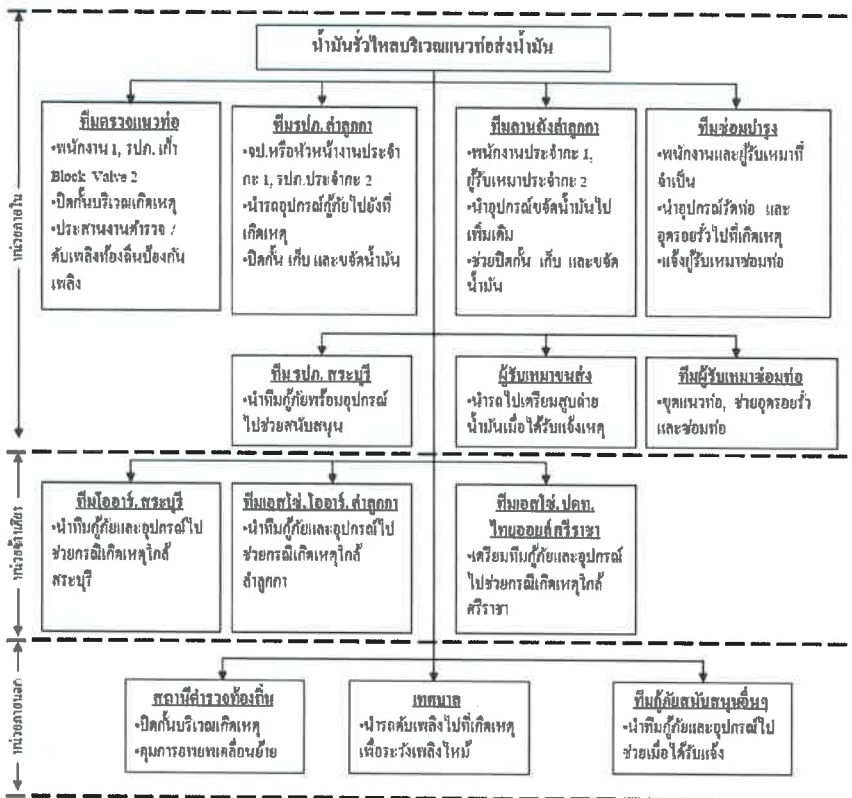 น้ำมันรั่วไหลบริเวณแนวท่อส่งน้ำมัน
หน่วยภายใน
ทีมตรวจแนวท่อ
•พนักงาน 1, รปภ. เก๋า
Block Valve 2
•ปิดกั้นบริเวณเกิดเหตุ
•ประสานงานตำรวจ /
ดับเพลิงท้องถิ่นป้องกัน
เพลิง
ทีมรปภ. ลำลูกกา
•จป.หรือหัวหน้างานประจำ
กะ 1, รปภ.ประจำกะ 2
•นำรถอุปกรณ์กู้ภัยไปยังที่
เกิดเหตุ
•ปิดกั้น เก็บ และขจัดน้ำมัน
ทีมลานถังลำลูกกา
•พนักงานประจำกะ 1,
ผู้รับเหมาประจำกะ 2
•นำอุปกรณ์ขจัดน้ำมันไป
เพิ่มเติม
•ช่วยปิดกั้น เก็บ และขจัด
น้ำมัน
ทีมซ่อมบำรุง
•พนักงานและผู้รับเหมาที่
จำเป็น
•นำอุปกรณ์รัดท่อ และ
อุดรอยรั่วไปที่เกิดเหตุ
•แจ้งผู้รับเหมาซ่อมท่อ
ทีมรปภ. สระบุรี
•นำทีมกู้ภัยพร้อมอุปกรณ์
ไปช่วยสนับสนุน
ผู้รับเหมาขนส่ง
•นำรถไปเตรียมสูบถ่าย
น้ำมันเมื่อได้รับแจ้งเหตุ
ทีมผู้รับเหมาซ่อมท่อ
•ขุดแนวท่อ, ช่วยอุดรอยรั่ว
และซ่อมท่อ
ทีมโออาร์. สระบุรี
•นำทีมกู้ภัยและอุปกรณ์ไป
ช่วยกรณีเกิดเหตุใกล้
สระบุรี
ทีมเอสโซ่.โออาร์. ลำลูกกา
•นำทีมกู้ภัยและอุปกรณ์ไป
ช่วยกรณีเกิดเหตุใกล้
ลำลูกกา
ทีมเอสโซ่.ปตท.
ไทยออยล์ศรีราชา
•เตรียมทีมกู้ภัยและอุปกรณ์
ไปช่วยกรณีเกิดเหตุใกล้
ศรีราชา
หน่วยภายนอก
สถานีตำรวจท้องถิ่น
•ปิดกั้นบริเวณเกิดเหตุ
•คุมการอพยพเคลื่อนย้าย
เทศบาล
•นำรถดับเพลิงไปที่เกิดเหตุ
เพื่อระวังเพลิงไหม้
ทีมกู้ภัยสนับสนุนอื่นๆ
•นำทีมกู้ภัยและอุปกรณ์ไป
ช่วยเมื่อได้รับแจ้ง